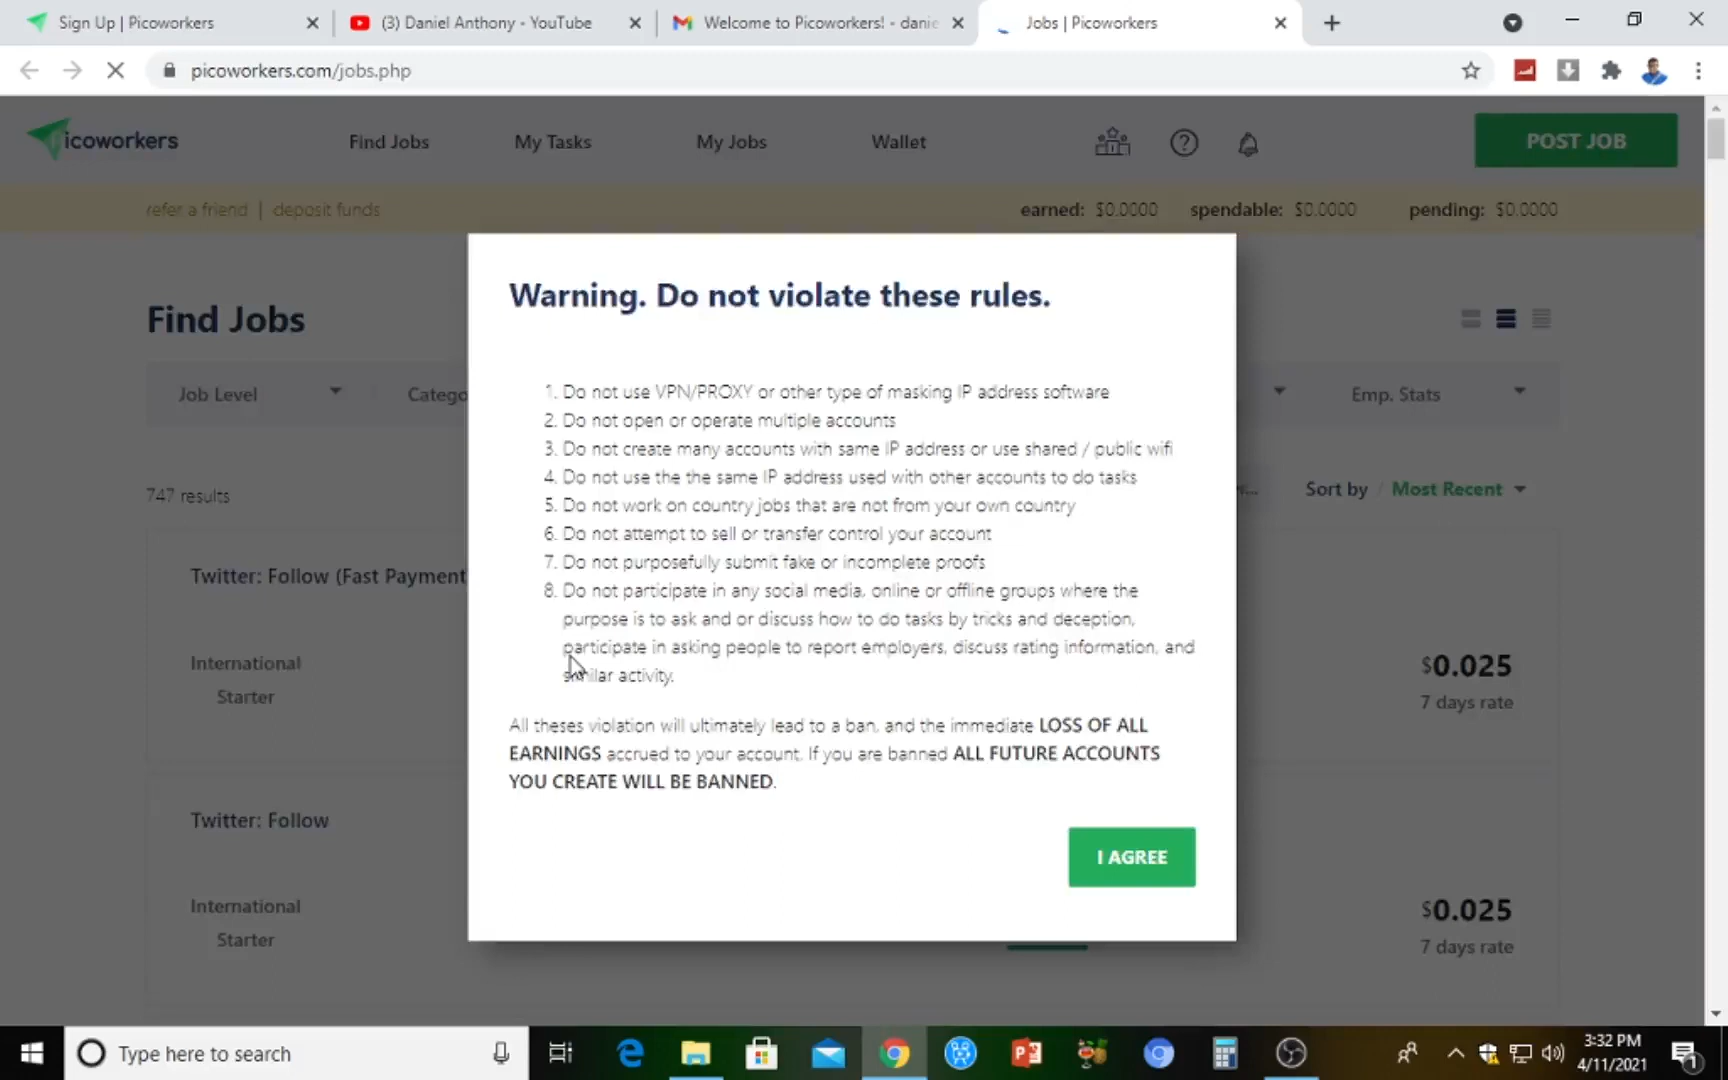 Sign Up | Picoworkers
(3) Daniel Anthony - YouTube
Welcome to Picoworkers! - danie
Jobs | Picoworkers
picoworkers.com/jobs.php
icoworkers
Find Jobs
My Tasks
My Jobs
Wallet
POST JOB
refer a friend | deposit funds
earned: $0.0000 spendable: $0.0000 pending: $0.0000
Warning. Do not violate these rules.
Find Jobs
Job Level
Catego
Emp. Stats
1. Do not use VPN/PROXY or other type of masking IP address software
2. Do not open or operate multiple accounts
3. Do not create many accounts with same IP address or use shared / public wifi
4. Do not use the the same IP address used with other accounts to do tasks
5. Do not work on country jobs that are not from your own country
6. Do not attempt to sell or transfer control your account
7. Do not purposefully submit fake or incomplete proofs
8. Do not participate in any social media, online or offline groups where the
purpose is to ask and or discuss how to do tasks by tricks and deception,
participate in asking people to report employers, discuss rating information, and
similar activity.
747 results
Sort by / Most Recent
Twitter: Follow (Fast Payment
International
Starter
$0.025
7 days rate
All theses violation will ultimately lead to a ban, and the immediate LOSS OF ALL
EARNINGS accrued to your account. If you are banned ALL FUTURE ACCOUNTS
YOU CREATE WILL BE BANNED.
Twitter: Follow
I AGREE
International
Starter
$0.025
7 days rate
Type here to search
3:32 PM
4/11/2021
1